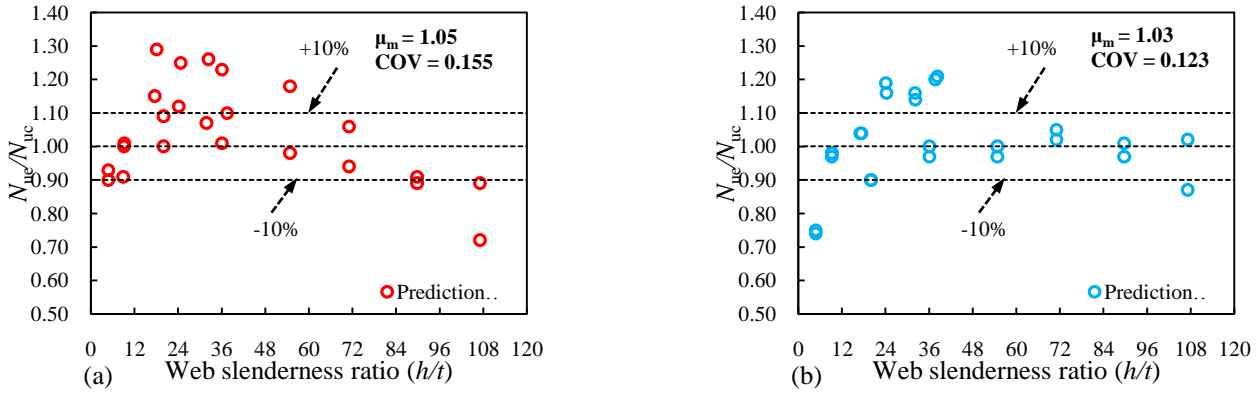 1.40
1.30
1.20
1.10
1.00
0.90
0.80
0.70
0.60
0.50
Nue/Nuc
+10%
μm = 1.05
COV = 0.155
-10%
Prediction..
0 12 24 36 48 60 72 84 96 108 120
(a) Web slenderness ratio (h/t)
1.40
1.30
1.20
1.10
1.00
0.90
0.80
0.70
0.60
0.50
Nue/Nuc
+10%
μm = 1.03
COV = 0.123
-10%
Prediction..
0 12 24 36 48 60 72 84 96 108 120
(b) Web slenderness ratio (h/t)